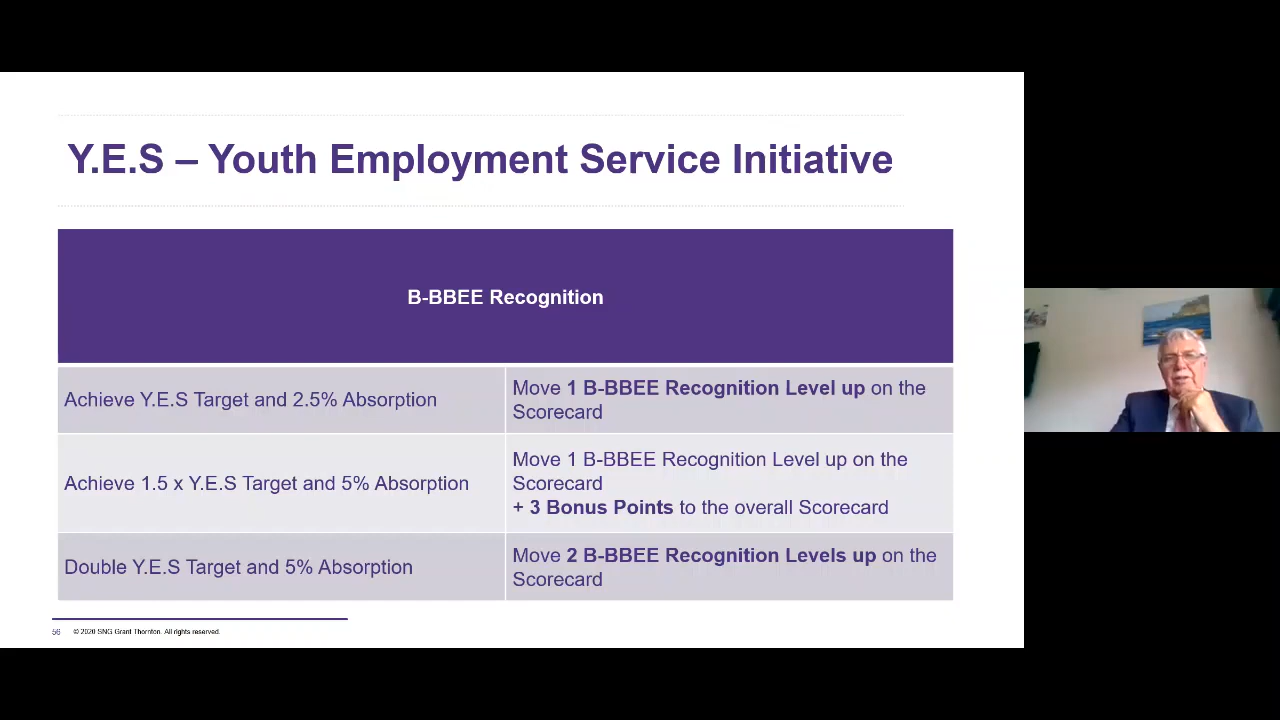 Y.E.S – Youth Employment Service Initiative
B-BBEE Recognition
Achieve Y.E.S Target and 2.5% Absorption
Move 1 B-BBEE Recognition Level up on the
Scorecard
Achieve 1.5 x Y.E.S Target and 5% Absorption
Move 1 B-BBEE Recognition Level up on the
Scorecard
+ 3 Bonus Points to the overall Scorecard
Double Y.E.S Target and 5% Absorption
Move 2 B-BBEE Recognition Levels up on the
Scorecard
56 © 2020 SNG Grant Thornton. All rights reserved.